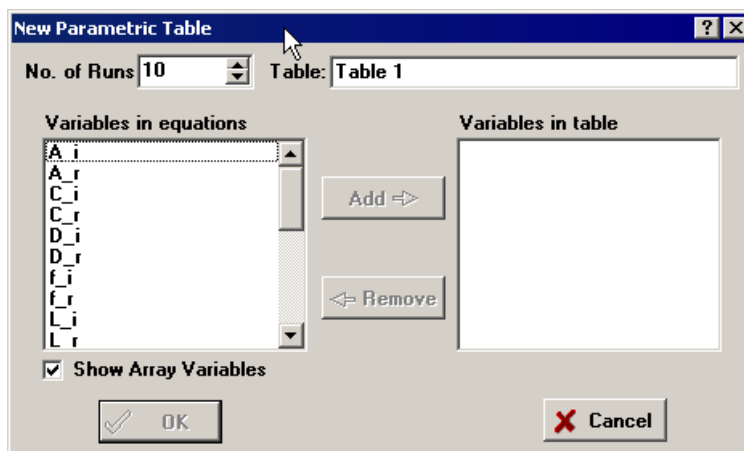 New Parametric Table
No. of Runs 10 Table: Table 1
Variables in equations
A_i
A_r
C_i
C_r
D_i
D_r
f_i
f_r
L_i
L_r
Show Array Variables
Add
Remove
Variables in table
OK
Cancel